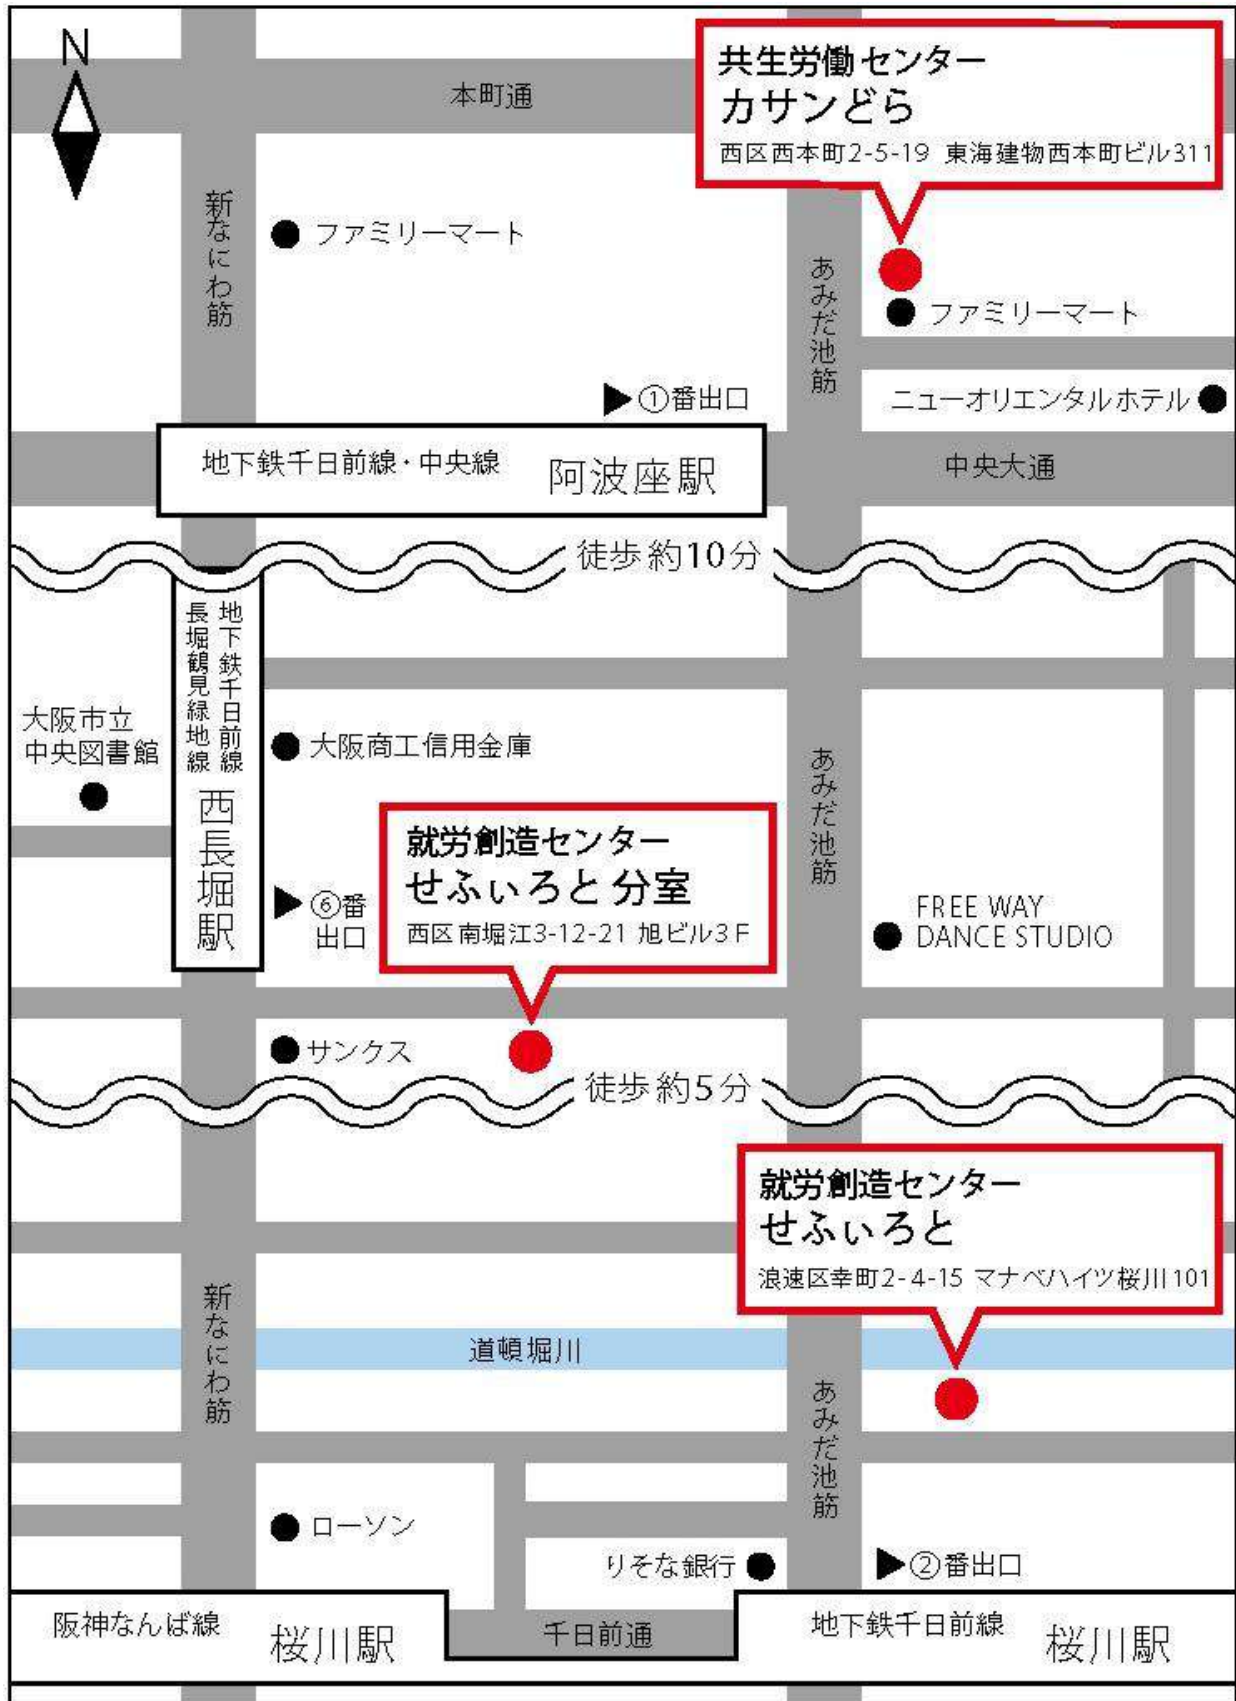 N
本町通
共生労働センター
カサンどら
西区西本町2-5-19 東海建物西本町ビル311
新なにわ筋
ファミリーマート
あみだ池筋
ファミリーマート
①番出口
ニューオリエンタルホテル
地下鉄千日前線・中央線 阿波座駅
中央大通
徒歩約10分
地下鉄千日前線
長堀鶴見緑地線
西長堀駅
大阪市立
中央図書館
大阪商工信用金庫
あみだ池筋
就労創造センター
せふぃろと分室
西区南堀江3-12-21 旭ビル3F
⑥番
出口
FREE WAY
DANCE STUDIO
サンクス
徒歩約5分
就労創造センター
せふぃろと
浪速区幸町2-4-15 マナベハイツ桜川101
新なにわ筋
道頓堀川
あみだ池筋
ローソン
りそな銀行
②番出口
阪神なんば線 桜川駅
千日前通
地下鉄千日前線 桜川駅